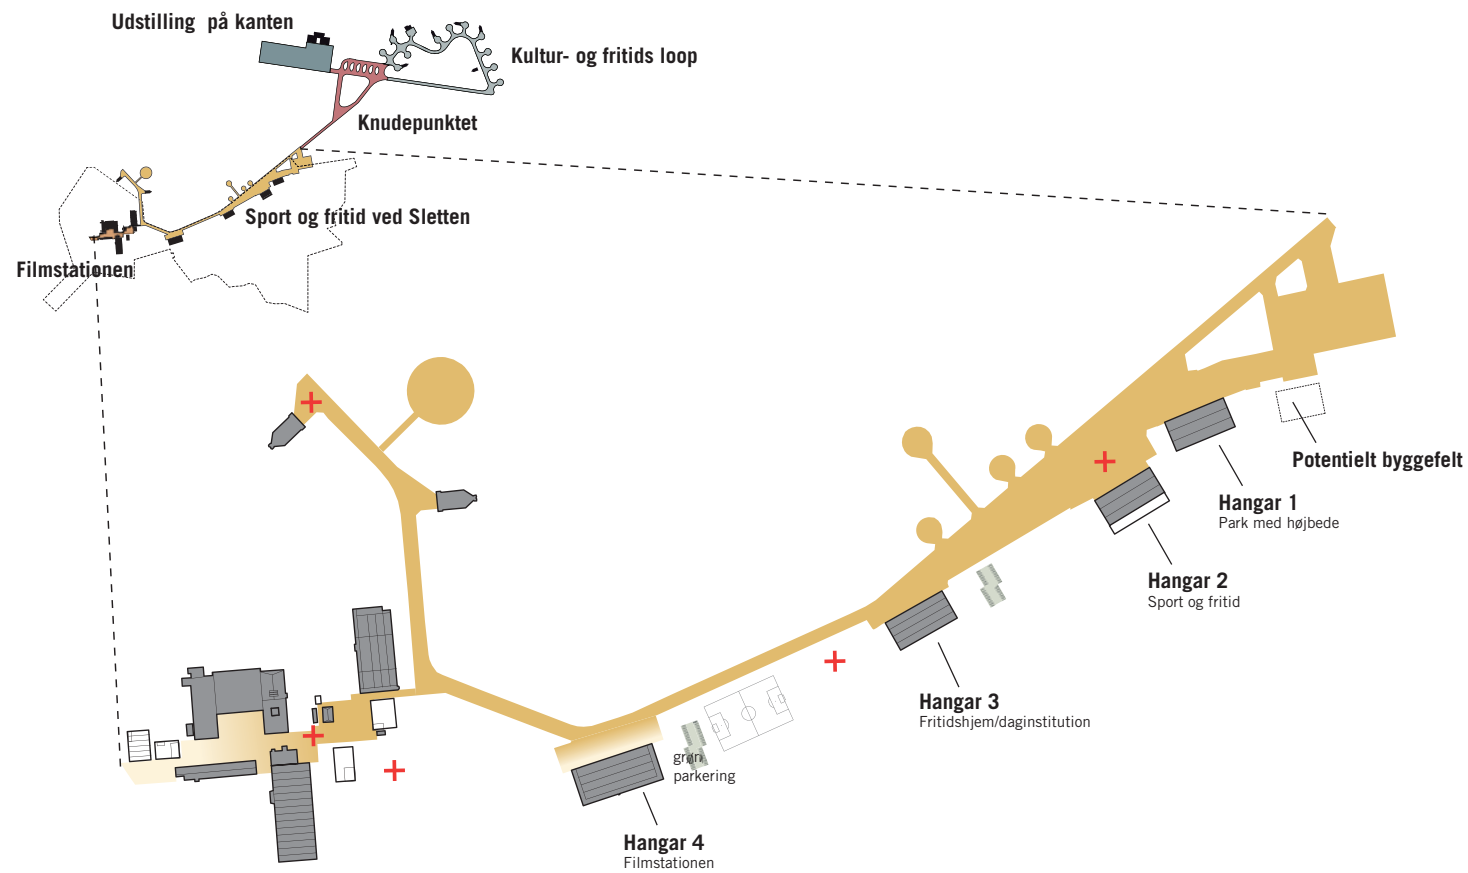 Udstilling på kanten
Kultur- og fritids loop
Knudepunktet
Sport og fritid ved Sletten
Filmstationen
Potentielt byggefelt
Hangar 1
Park med højbede
Hangar 2
Sport og fritid
Hangar 3
Fritidshjem/daginstitution
grøn
parkering
Hangar 4
Filmstationen